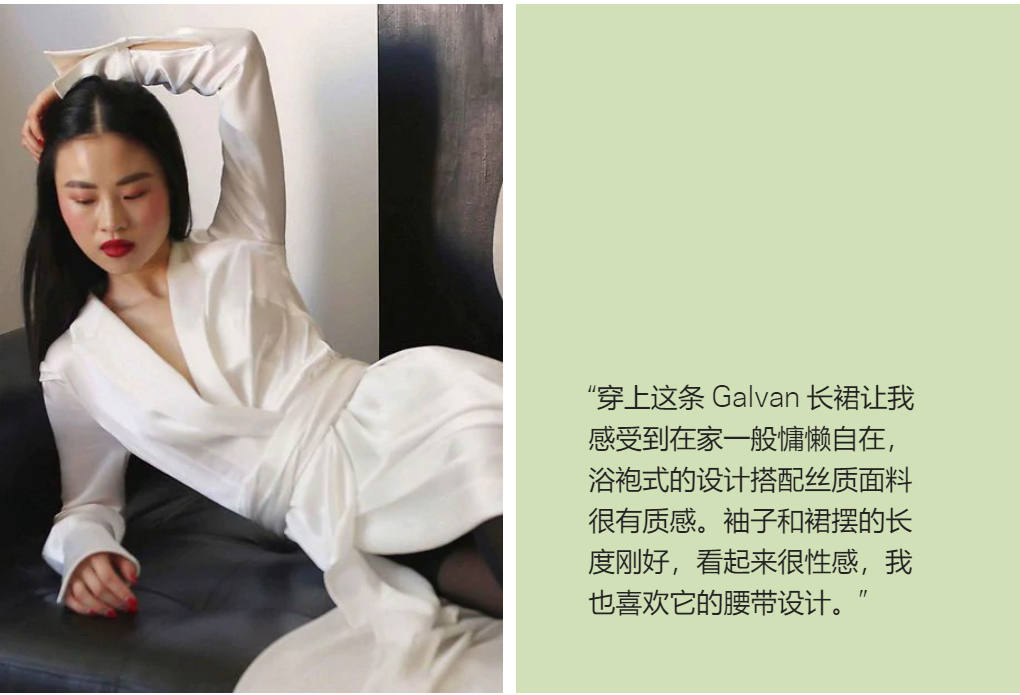 “穿上这条 Galvan 长裙让我
感受到在家一般慵懒自在，
浴袍式的设计搭配丝质面料
很有质感。袖子和裙摆的长
度刚好，看起来很性感，我
也喜欢它的腰带设计。”